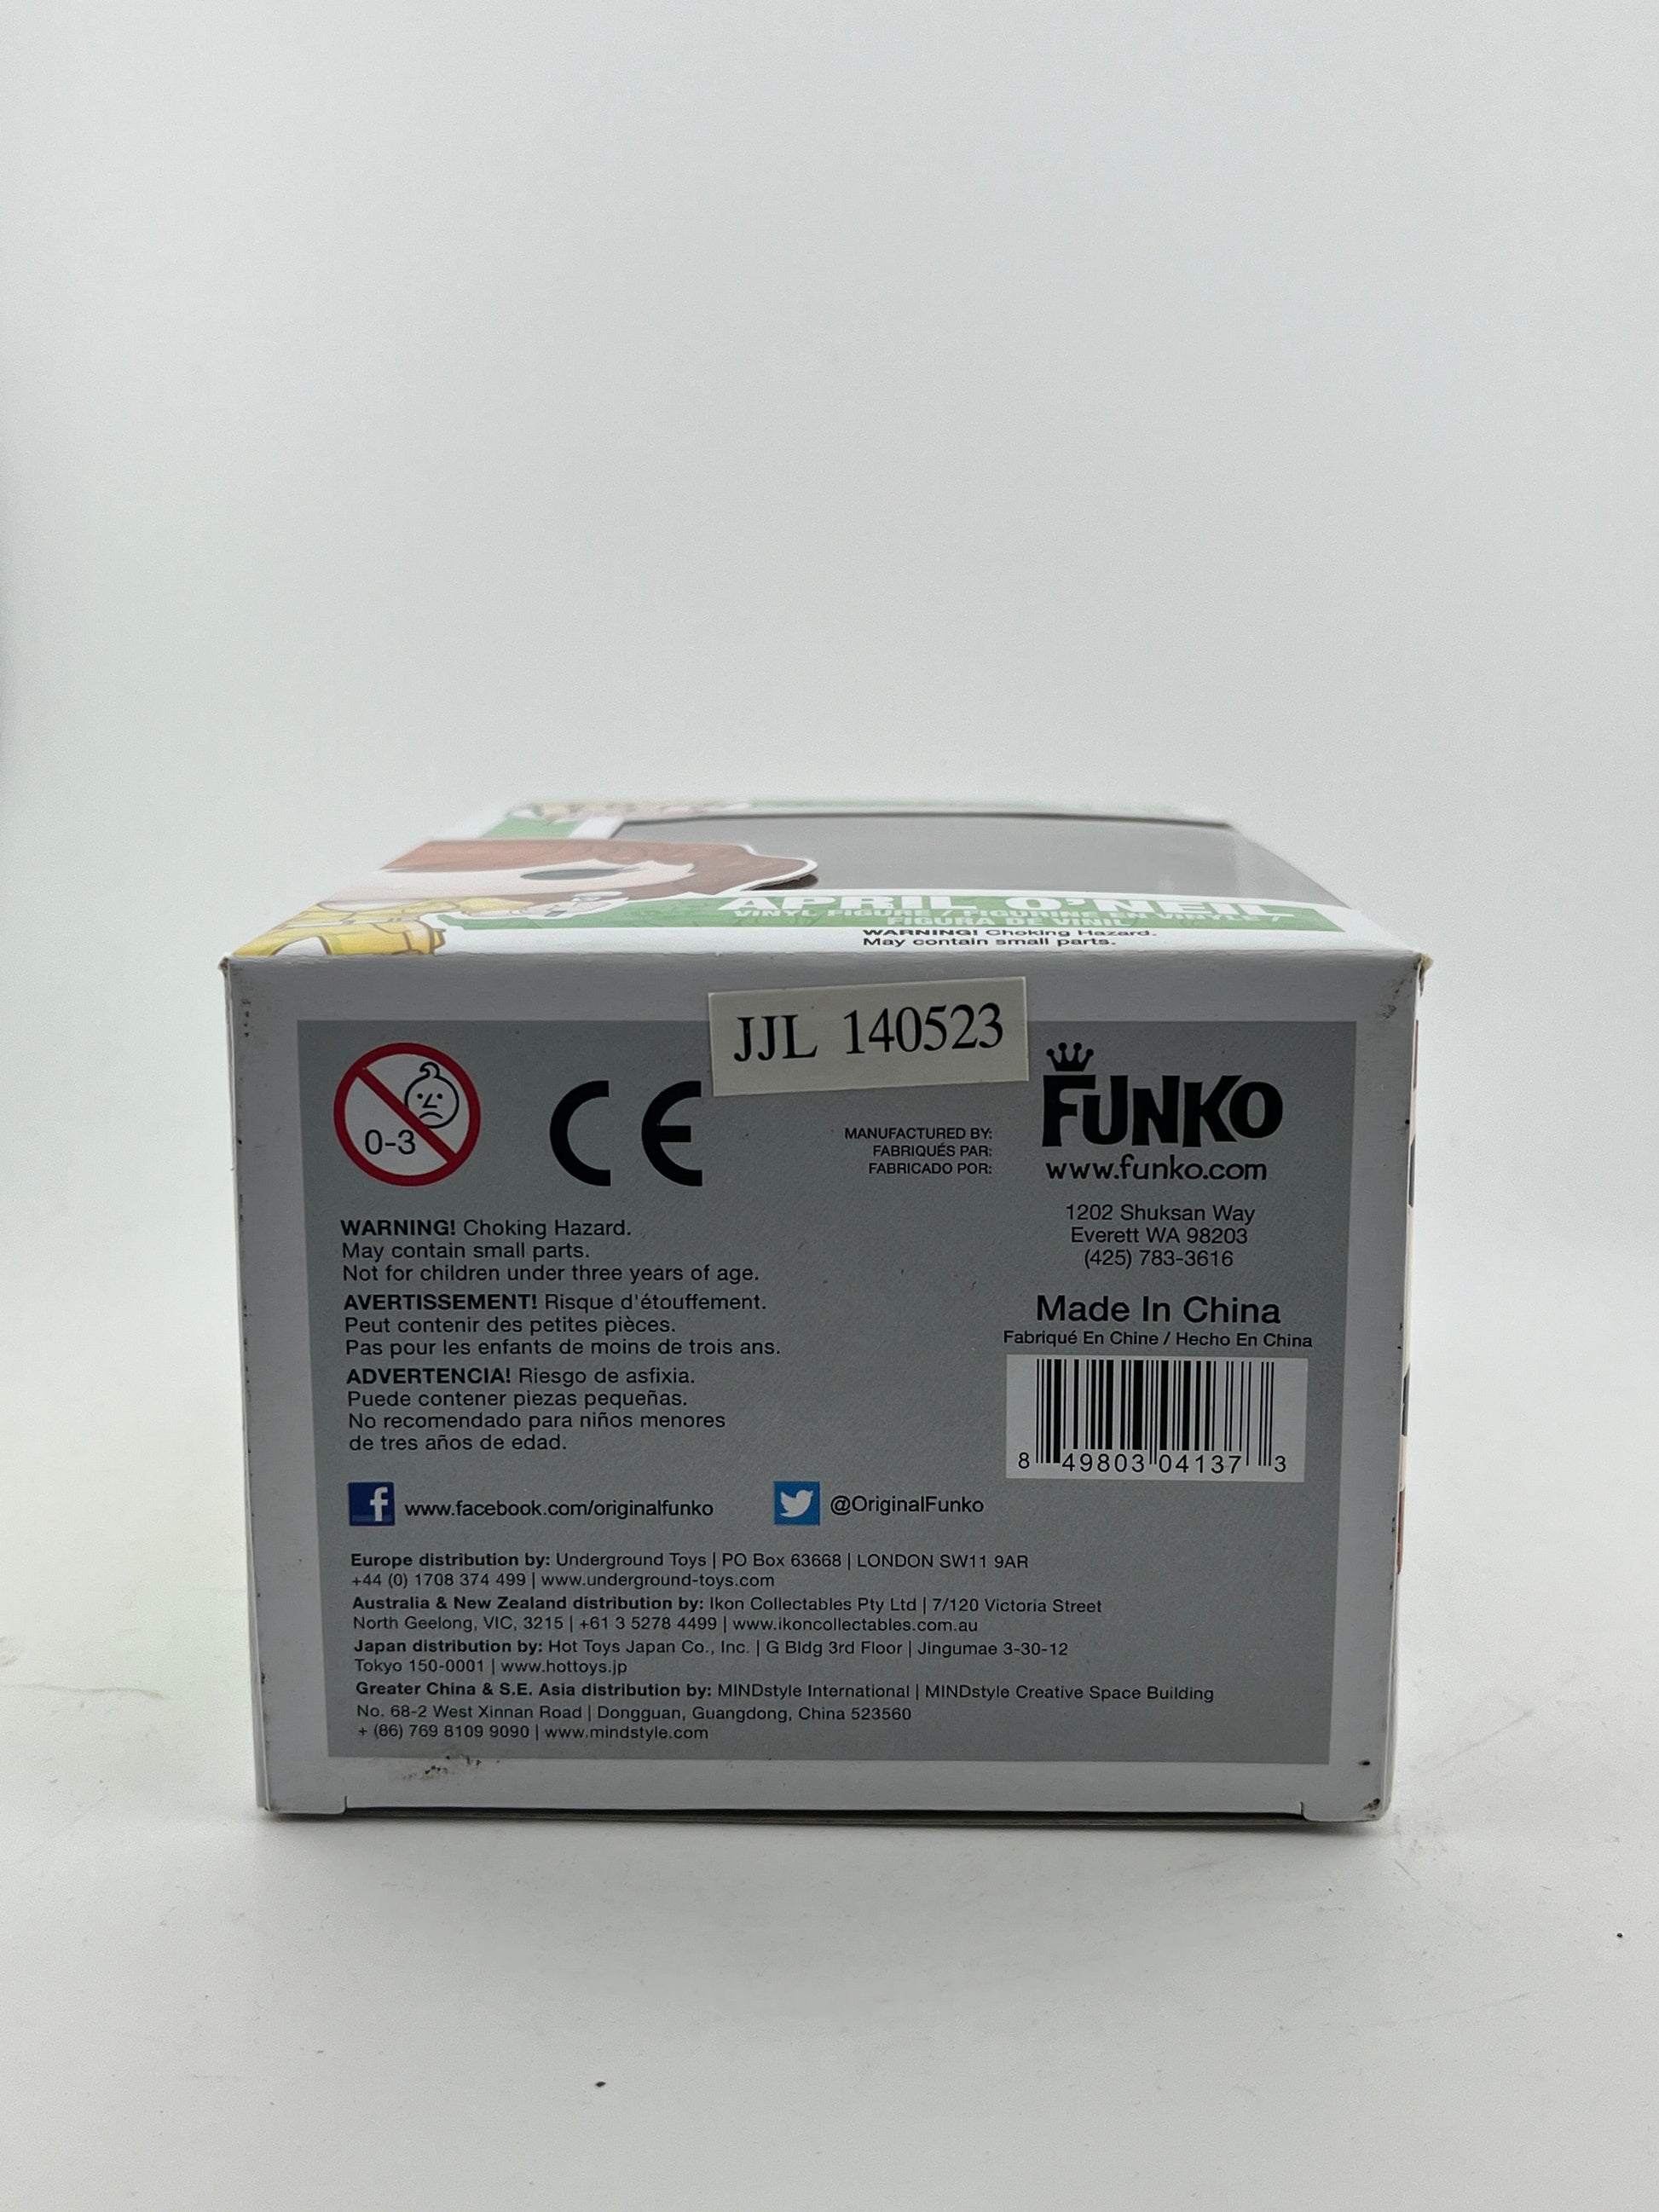 APRIL O'NEIL
VINYL FIGURE / FIGURINE EN VINYLE /
FIGURA DE VINIL
WARNING! Choking Hazard.
May contain small parts.
JJL 140523
0-3
CE
MANUFACTURED BY:
FABRIQUÉS PAR:
FABRICADO POR:
FUNKO
www.funko.com
1202 Shuksan Way
Everett WA 98203
(425) 783-3616
Made In China
Fabriqué En Chine / Hecho En China
8 49803 04137 3
WARNING! Choking Hazard.
May contain small parts.
Not for children under three years of age.
AVERTISSEMENT! Risque d'étouffement.
Peut contenir des petites pièces.
Pas pour les enfants de moins de trois ans.
ADVERTENCIA! Riesgo de asfixia.
Puede contener piezas pequeñas.
No recomendado para niños menores
de tres años de edad.
f www.facebook.com/originalfunko
@OriginalFunko
Europe distribution by: Underground Toys | PO Box 63668 | LONDON SW11 9AR
+44 (0) 1708 374 499 | www.underground-toys.com
Australia & New Zealand distribution by: Ikon Collectables Pty Ltd | 7/120 Victoria Street
North Geelong, VIC, 3215 | +61 3 5278 4499 | www.ikoncollectables.com.au
Japan distribution by: Hot Toys Japan Co., Inc. | G Bldg 3rd Floor | Jingumae 3-30-12
Tokyo 150-0001 | www.hottoys.jp
Greater China & S.E. Asia distribution by: MINDstyle International | MINDstyle Creative Space Building
No. 68-2 West Xinnan Road | Dongguan, Guangdong, China 523560
+ (86) 769 8109 9090 | www.mindstyle.com